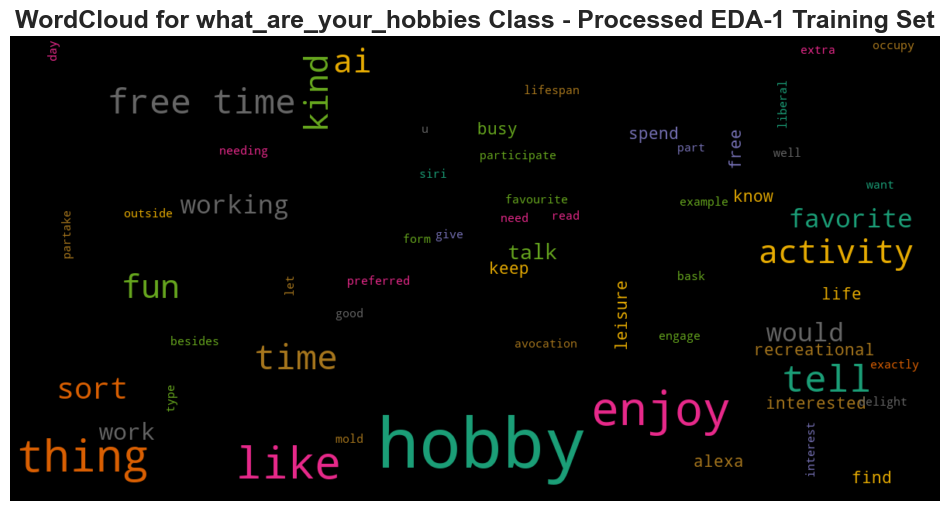 WordCloud for what_are_your_hobbies Class - Processed EDA-1 Training Set
day
ai
kind
extra
occupy
free time
lifespan
liberal
u
busy
spend
free
part
well
needing
participate
siri
want
working
outside
partake
favourite
need
read
example
know
favorite
form
give
talk
activity
keep
bask
fun
let
preferred
leisure
life
good
besides
avocation
engage
would
recreational
time
exactly
sort
type
tell
interested
delight
enjoy
work
mold
hobby
thing
like
alexa
interest
find